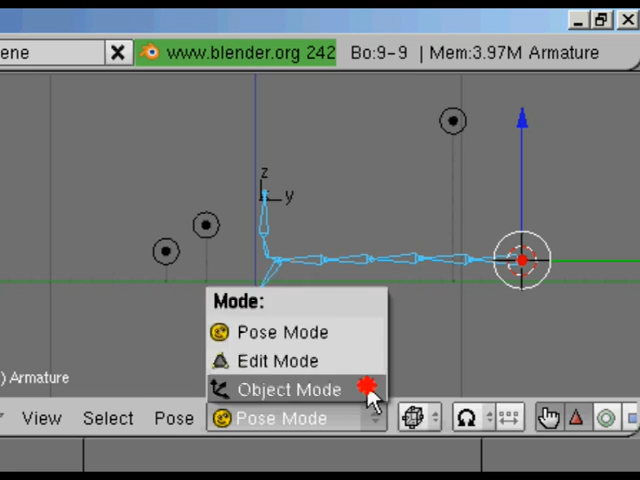 ene www.blender.org 242 Bo:9-9 | Mem:3.97M Armature
z
y
Mode:
Pose Mode
Edit Mode
Object Mode
) Armature
View Select Pose Pose Mode